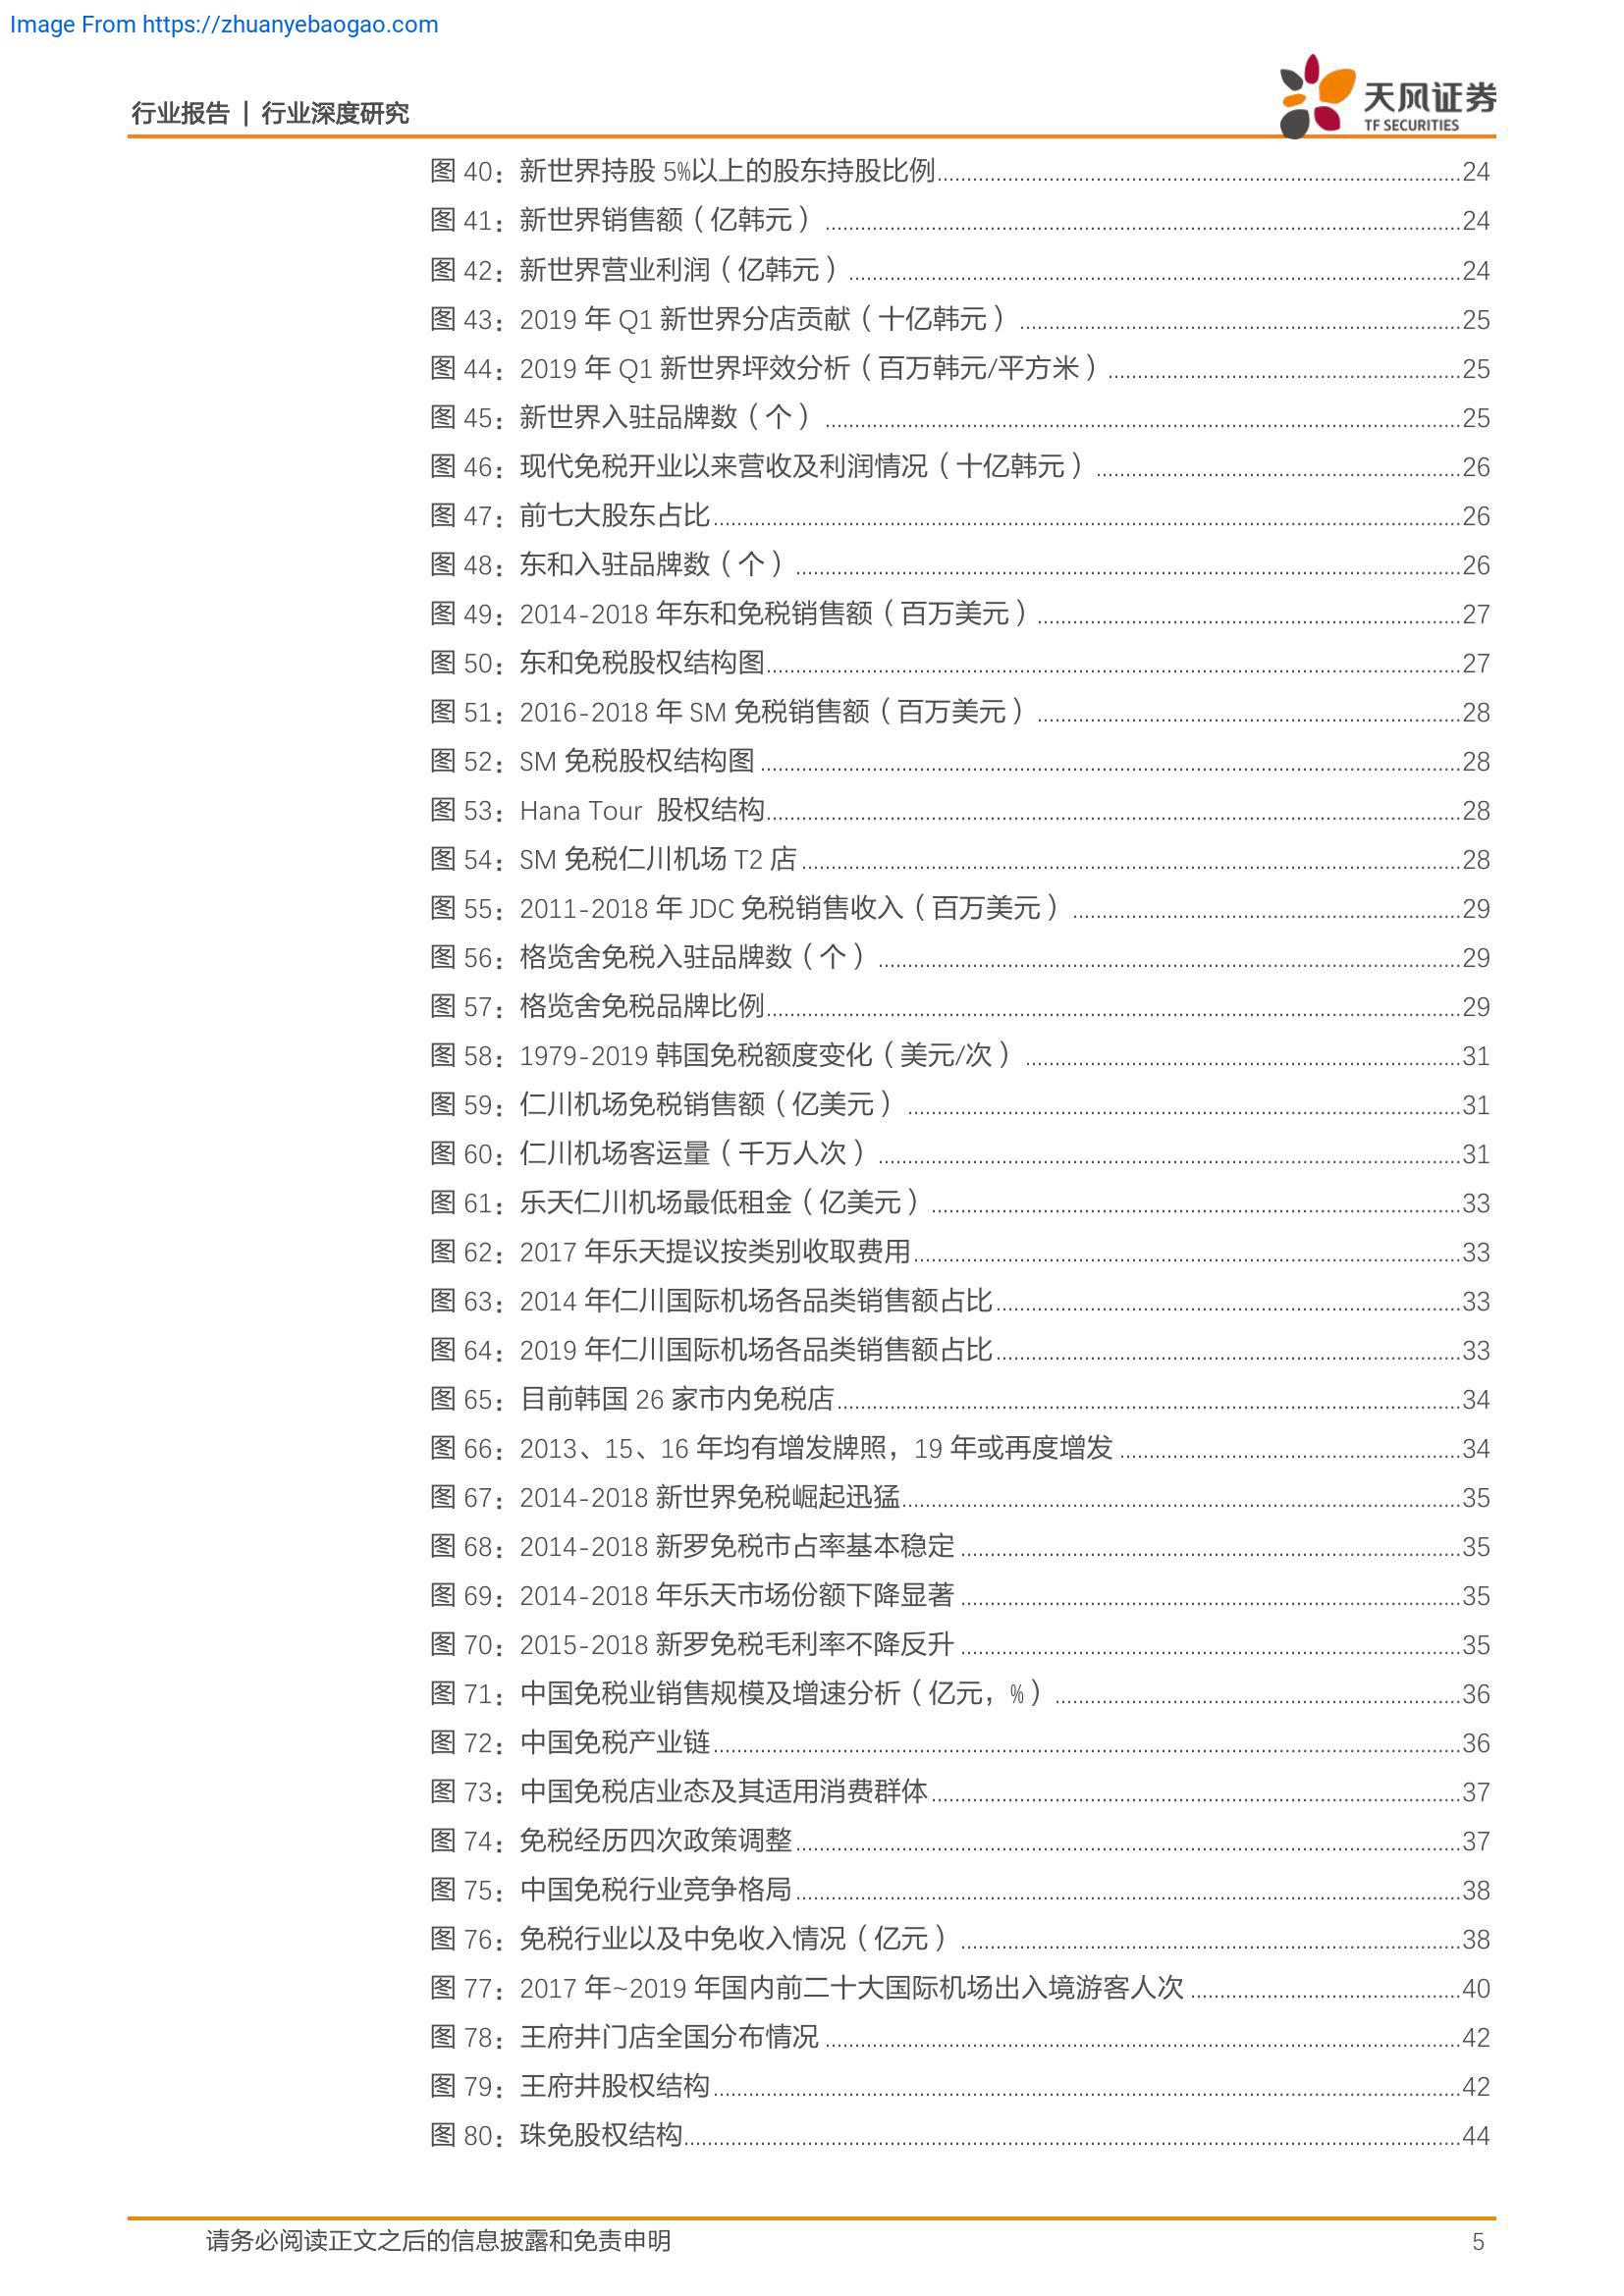 Image From https://zhuanyebaogao.com
行业报告 | 行业深度研究
天风证券
TF SECURITIES
图 40：新世界持股 5%以上的股东持股比例 24
图 41：新世界销售额（亿韩元） 24
图 42：新世界营业利润（亿韩元） 24
图 43：2019 年 Q1 新世界分店贡献（十亿韩元） 25
图 44：2019 年 Q1 新世界坪效分析（百万韩元/平方米） 25
图 45：新世界入驻品牌数（个） 25
图 46：现代免税开业以来营收及利润情况（十亿韩元） 26
图 47：前七大股东占比 26
图 48：东和入驻品牌数（个） 26
图 49：2014-2018 年东和免税销售额（百万美元） 27
图 50：东和免税股权结构图 27
图 51：2016-2018 年 SM 免税销售额（百万美元） 28
图 52：SM 免税股权结构图 28
图 53：Hana Tour 股权结构 28
图 54：SM 免税仁川机场 T2 店 28
图 55：2011-2018 年 JDC 免税销售收入（百万美元） 29
图 56：格览舍免税入驻品牌数（个） 29
图 57：格览舍免税品牌比例 29
图 58：1979-2019 韩国免税额度变化（美元/次） 31
图 59：仁川机场免税销售额（亿美元） 31
图 60：仁川机场客运量（千万人次） 31
图 61：乐天仁川机场最低租金（亿美元） 33
图 62：2017 年乐天提议按类别收取费用 33
图 63：2014 年仁川国际机场各品类销售额占比 33
图 64：2019 年仁川国际机场各品类销售额占比 33
图 65：目前韩国 26 家市内免税店 34
图 66：2013、15、16 年均有增发牌照，19 年或再度增发 34
图 67：2014-2018 新世界免税崛起迅猛 35
图 68：2014-2018 新罗免税市占率基本稳定 35
图 69：2014-2018 年乐天市场份额下降显著 35
图 70：2015-2018 新罗免税毛利率不降反升 35
图 71：中国免税业销售规模及增速分析（亿元，%） 36
图 72：中国免税产业链 36
图 73：中国免税店业态及其适用消费群体 37
图 74：免税经历四次政策调整 37
图 75：中国免税行业竞争格局 38
图 76：免税行业以及中免收入情况（亿元） 38
图 77：2017 年~2019 年国内前二十大国际机场出入境游客人次 40
图 78：王府井门店全国分布情况 42
图 79：王府井股权结构 42
图 80：珠免股权结构 44
请务必阅读正文之后的信息披露和免责申明 5